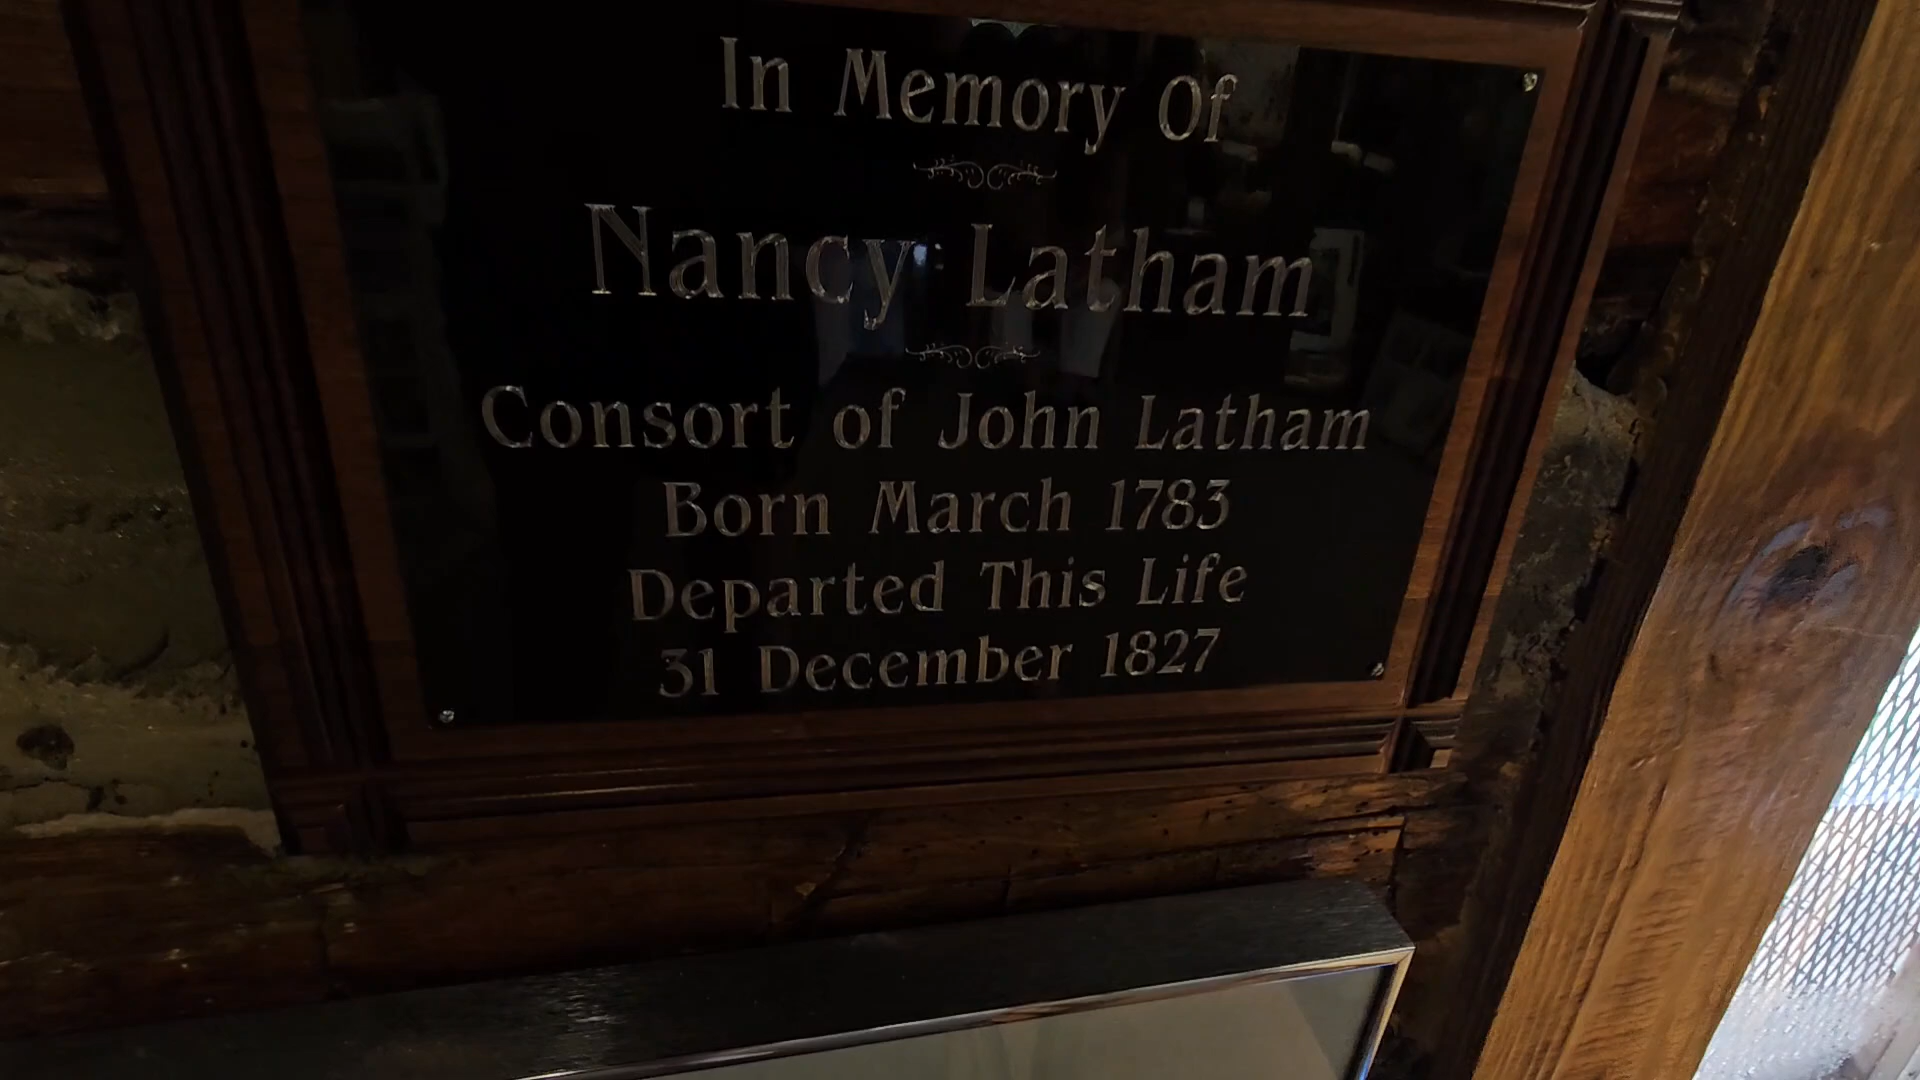 In Memory Of
Nancy Latham
Consort of John Latham
Born March 1783
Departed This Life
31 December 1827